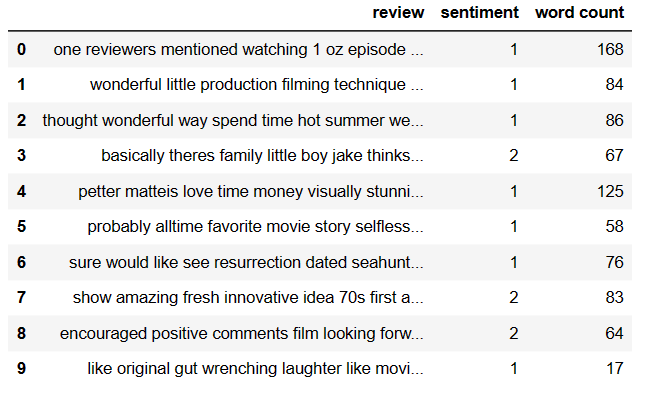 review sentiment word count
0 one reviewers mentioned watching 1 oz episode ... 1 168
1 wonderful little production filming technique ... 1 84
2 thought wonderful way spend time hot summer we... 1 86
3 basically theres family little boy jake thinks... 2 67
4 petter matteis love time money visually stunni... 1 125
5 probably alltime favorite movie story selfless... 1 58
6 sure would like see resurrection dated seahunt... 1 76
7 show amazing fresh innovative idea 70s first a... 2 83
8 encouraged positive comments film looking forw... 2 64
9 like original gut wrenching laughter like movi... 1 17